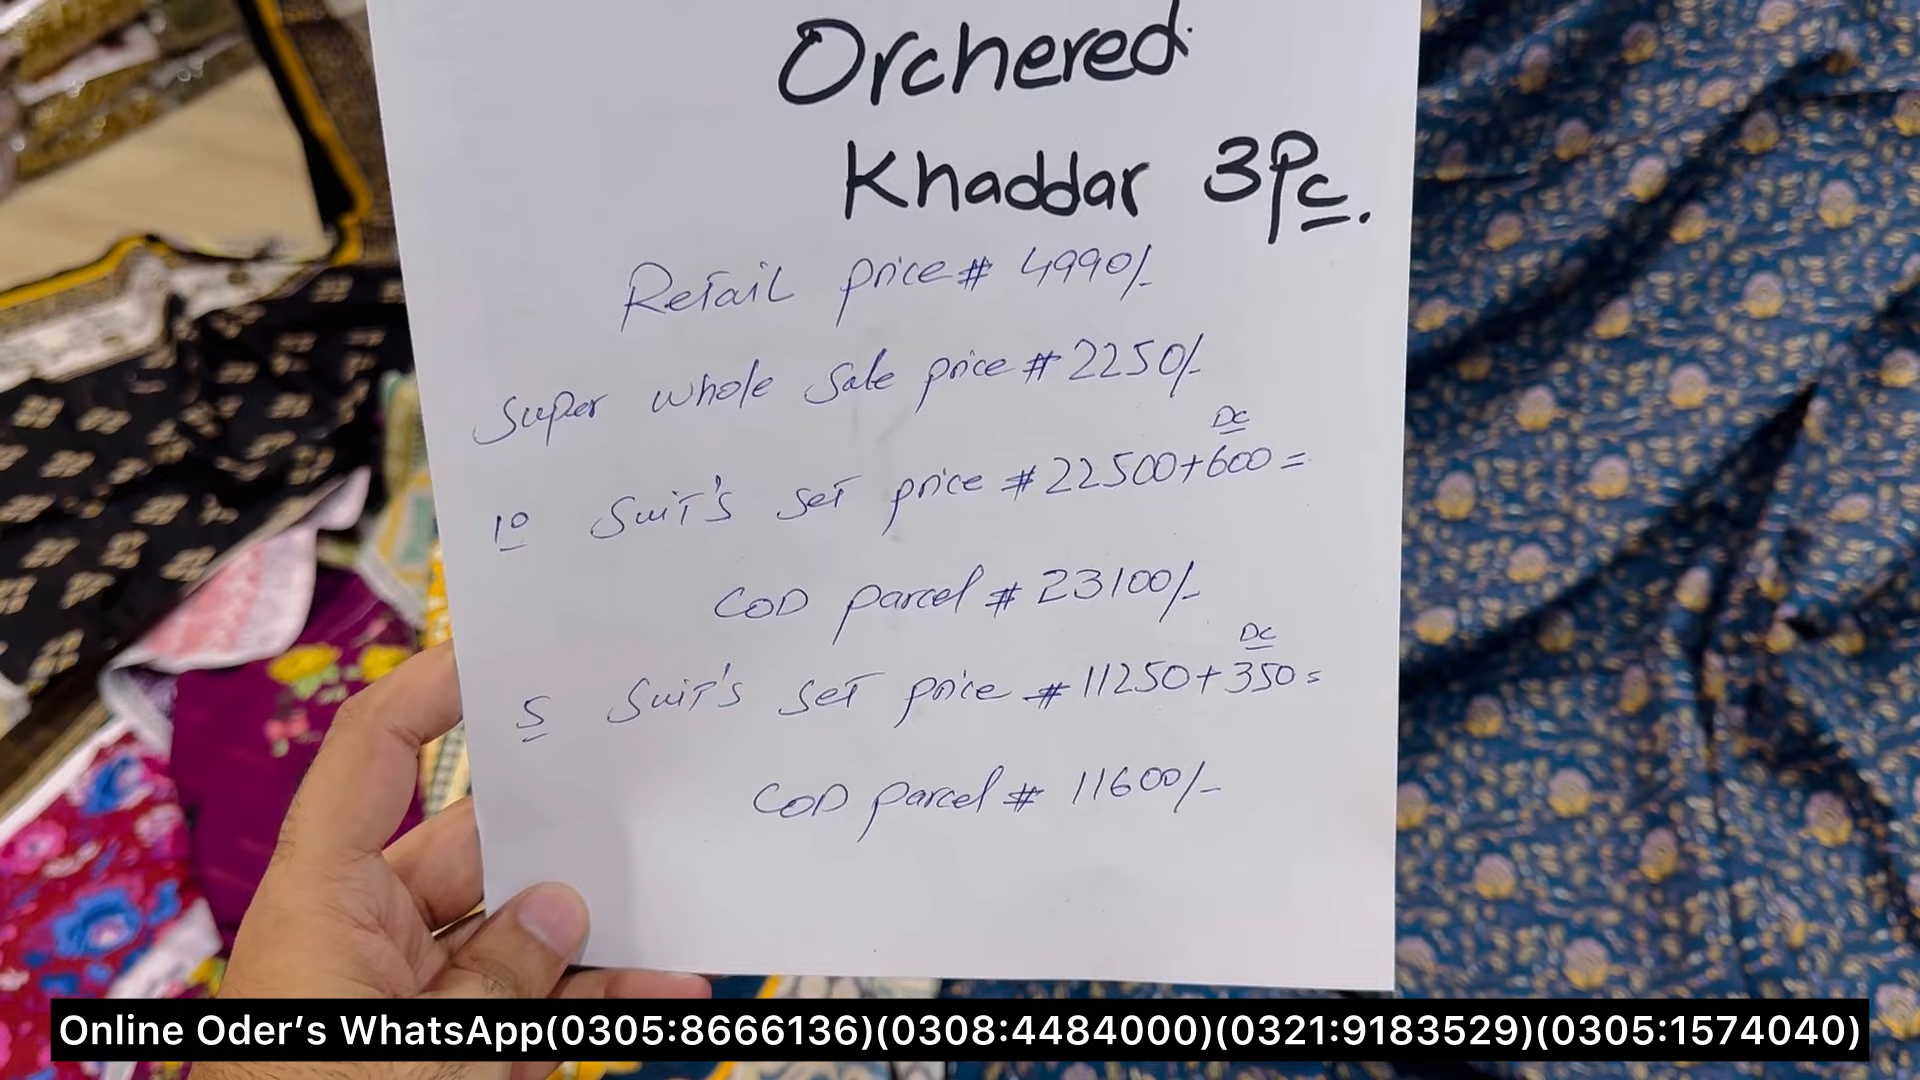 Orchered
Khaddar 3Pc.
Retail price # 4990/-
Super whole sale price # 2250/-
DC
10 Suit's set price # 22500+600=
COD parcel # 23100/-
DC
5 Suit's set price # 11250+350=
COD parcel # 11600/-
Online Oder’s WhatsApp(0305:8666136)(0308:4484000)(0321:9183529)(0305:1574040)